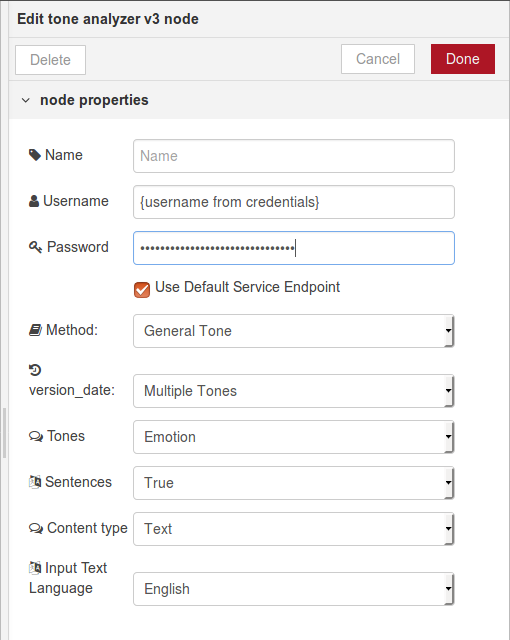 Edit tone analyzer v3 node
Delete
Cancel
Done
node properties
Name
Name
Username
{username from credentials}
Password
•••••••••••••••••••••••••••••••
Use Default Service Endpoint
Method:
General Tone
version_date:
Multiple Tones
Tones
Emotion
Sentences
True
Content type
Text
Input Text
Language
English